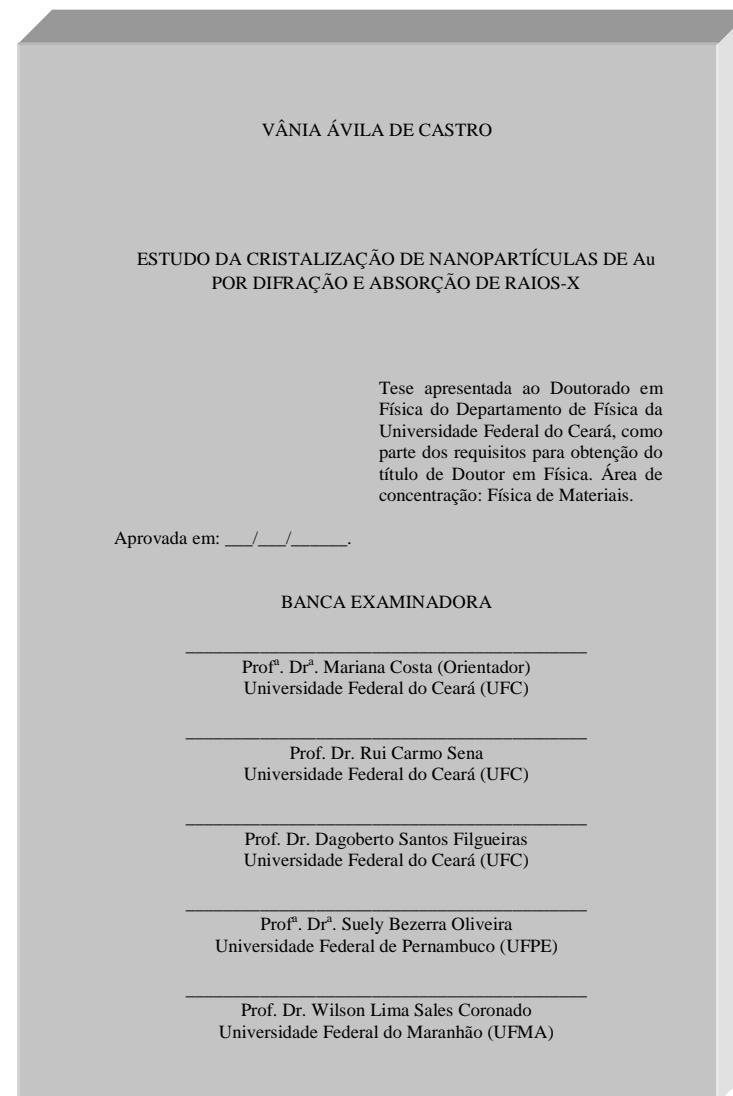 VÂNIA ÁVILA DE CASTRO
ESTUDO DA CRISTALIZAÇÃO DE NANOPARTÍCULAS DE Au
POR DIFRAÇÃO E ABSORÇÃO DE RAIOS-X
Tese apresentada ao Doutorado em
Física do Departamento de Física da
Universidade Federal do Ceará, como
parte dos requisitos para obtenção do
título de Doutor em Física. Área de
concentração: Física de Materiais.
Aprovada em: ___/___/______.
BANCA EXAMINADORA
Profª. Drª. Mariana Costa (Orientador)
Universidade Federal do Ceará (UFC)
Prof. Dr. Rui Carmo Sena
Universidade Federal do Ceará (UFC)
Prof. Dr. Dagoberto Santos Filgueiras
Universidade Federal do Ceará (UFC)
Profª. Drª. Suely Bezerra Oliveira
Universidade Federal de Pernambuco (UFPE)
Prof. Dr. Wilson Lima Sales Coronado
Universidade Federal do Maranhão (UFMA)